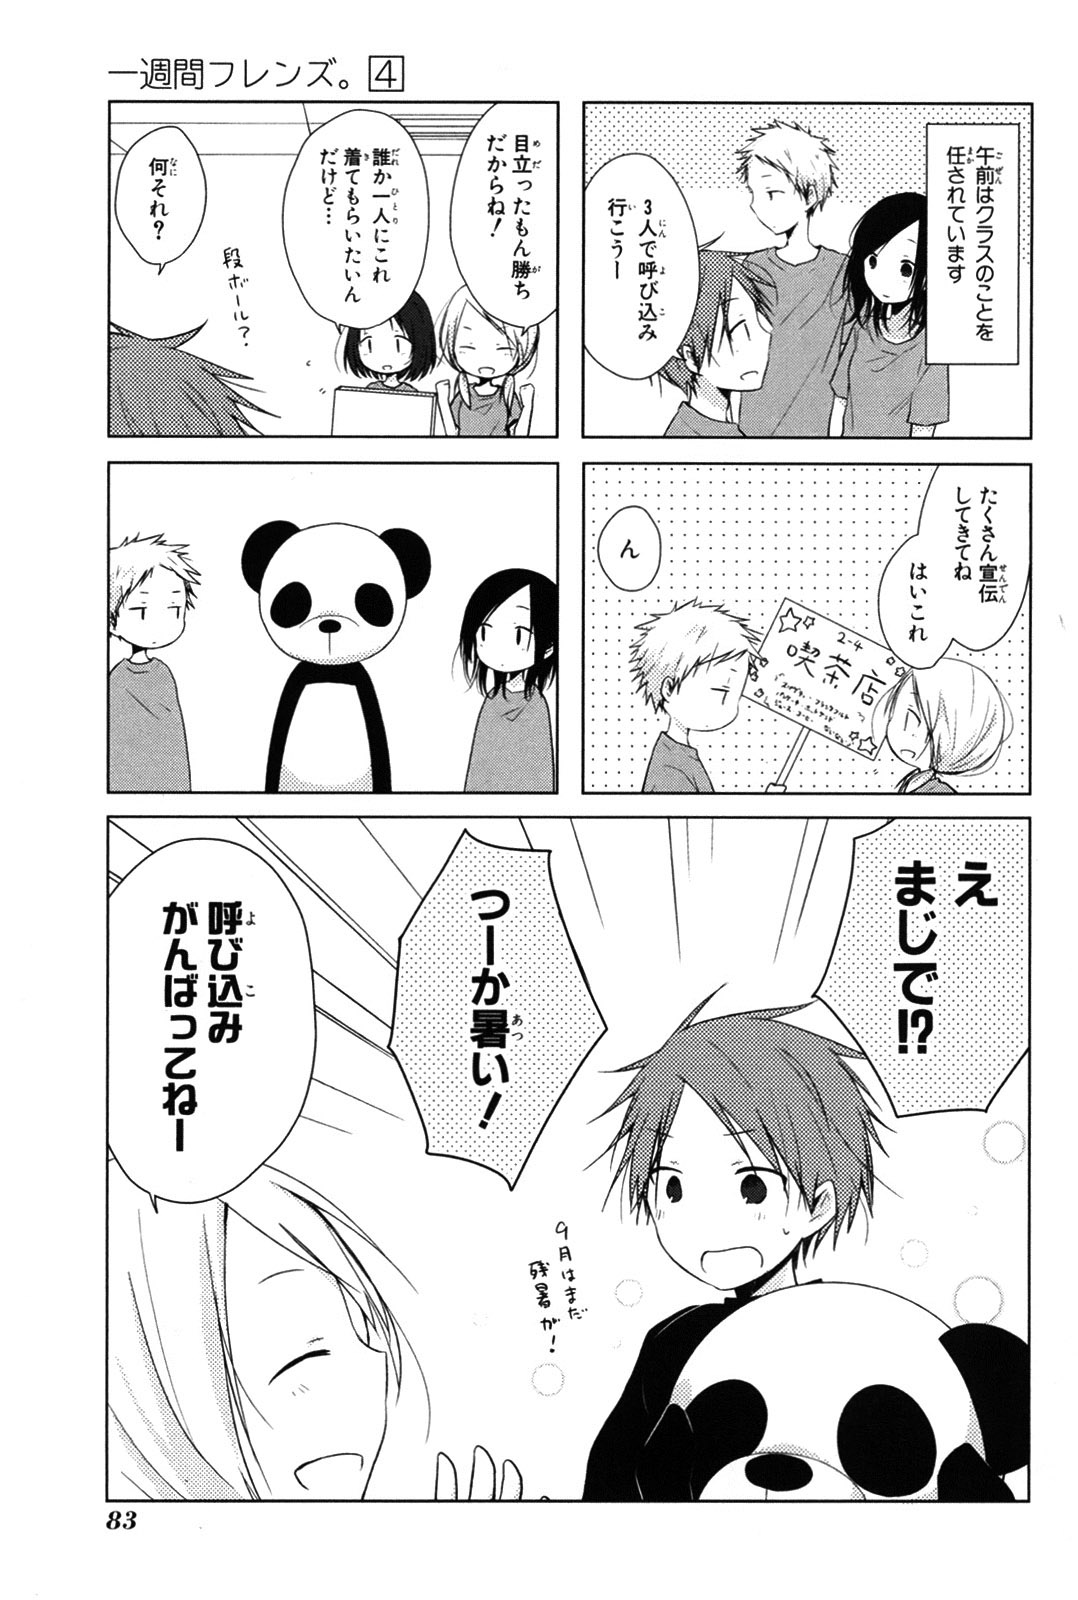 一週間フレンズ。4
午前はクラスのことを
任されています
3人で呼び込み
行こうー
目立ったもん勝ち
だからね!
誰か一人にこれ
着てもらいたいん
だけど…
段ボール?
何それ?
たくさん宣伝
してきてね
はいこれ
ん
2-4
喫茶店
え
まじで!?
つーか暑い!
9月はまだ
残暑が!
呼び込み
がんばってねー
83